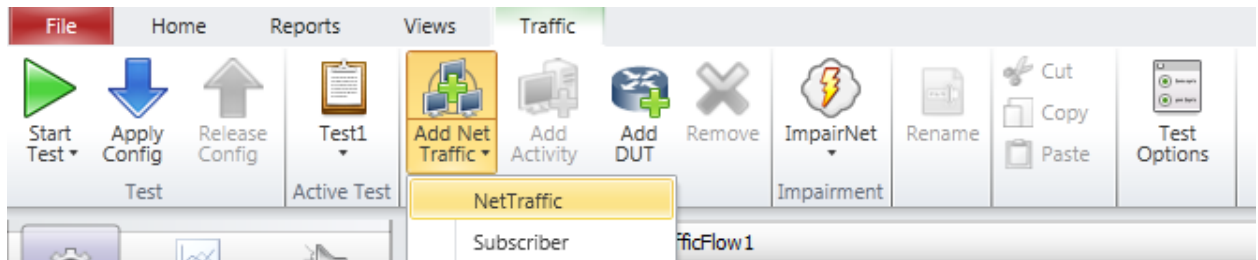 File Home Reports Views Traffic
Start Test
Apply Config
Release Config
Test1
Add Net Traffic
Add Activity
Add DUT
Remove
ImpairNet
Rename
Cut
Copy
Paste
Test Options
Test
Active Test
Impairment
NetTraffic
Subscriber
fficFlow1